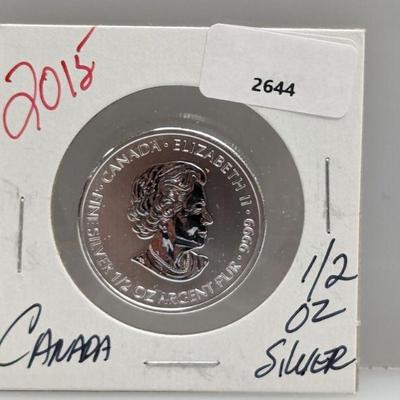 2015
2644
CANADA • ELIZABETH II • 9999
FINE SILVER 1/2 OZ ARGENT PUR
CANADA
1/2
OZ
SILVER